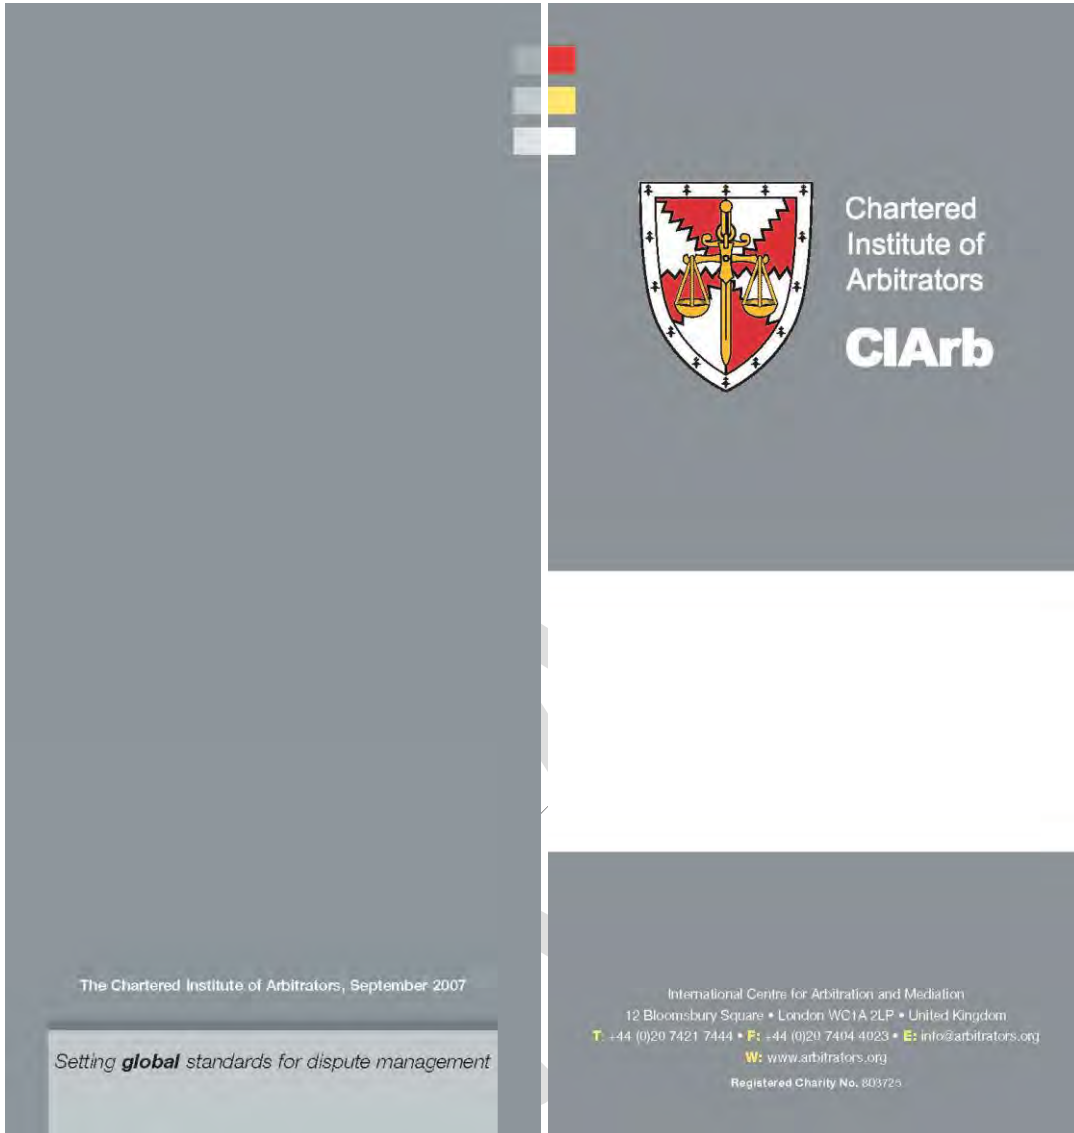 The Chartered Institute of Arbitrators, September 2007
Setting global standards for dispute management
Chartered
Institute of
Arbitrators
CIArb
International Centre for Arbitration and Mediation
12 Bloomsbury Square • London WC1A 2LP • United Kingdom
T: +44 (0)20 7421 7444 • F: +44 (0)20 7404 4023 • E: info@arbitrators.org
W: www.arbitrators.org
Registered Charity No. 803725